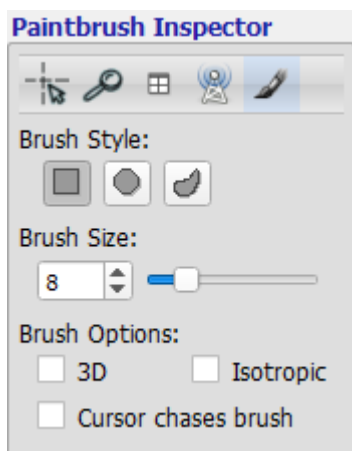 Paintbrush Inspector
Brush Style:
Brush Size:
8
Brush Options:
3D Isotropic
Cursor chases brush